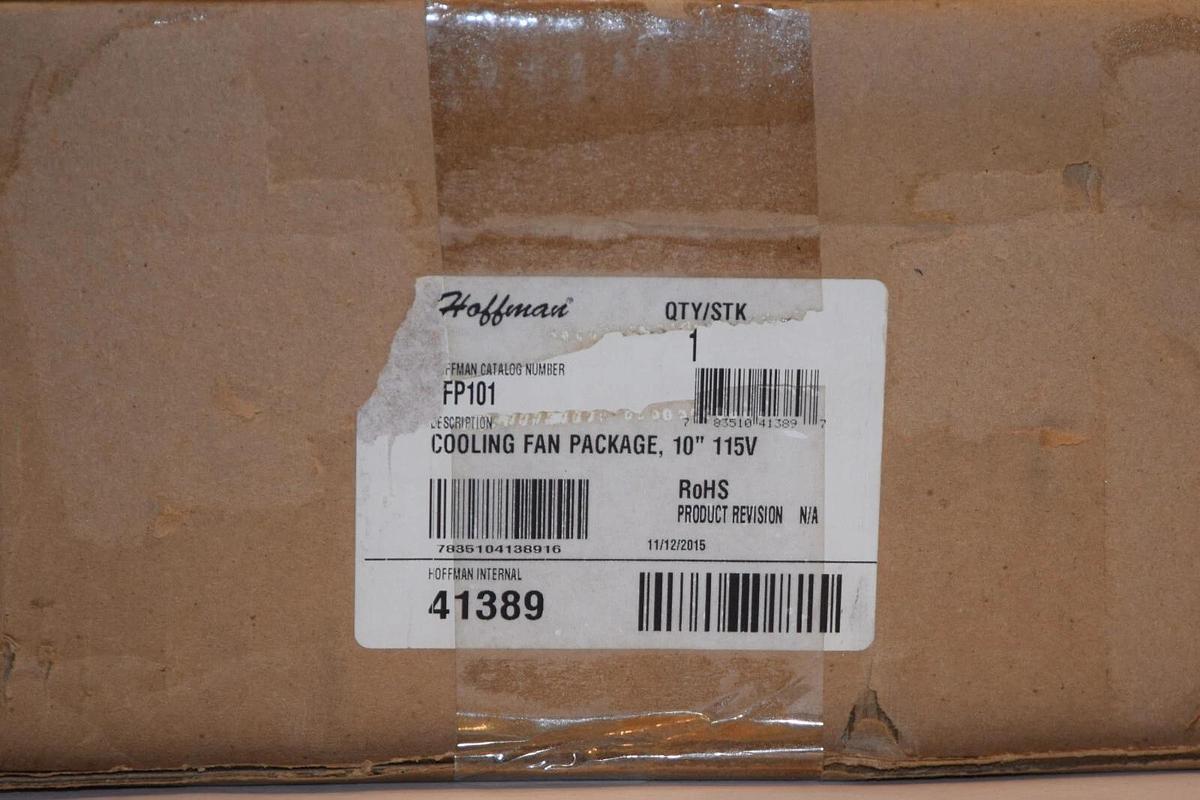 Hoffman®
QTY/STK
1
FFMAN CATALOG NUMBER
FP101
7 83510 41389 7
DESCRIPTION
COOLING FAN PACKAGE, 10" 115V
RoHS
PRODUCT REVISION N/A
7835104138916
11/12/2015
HOFFMAN INTERNAL
41389